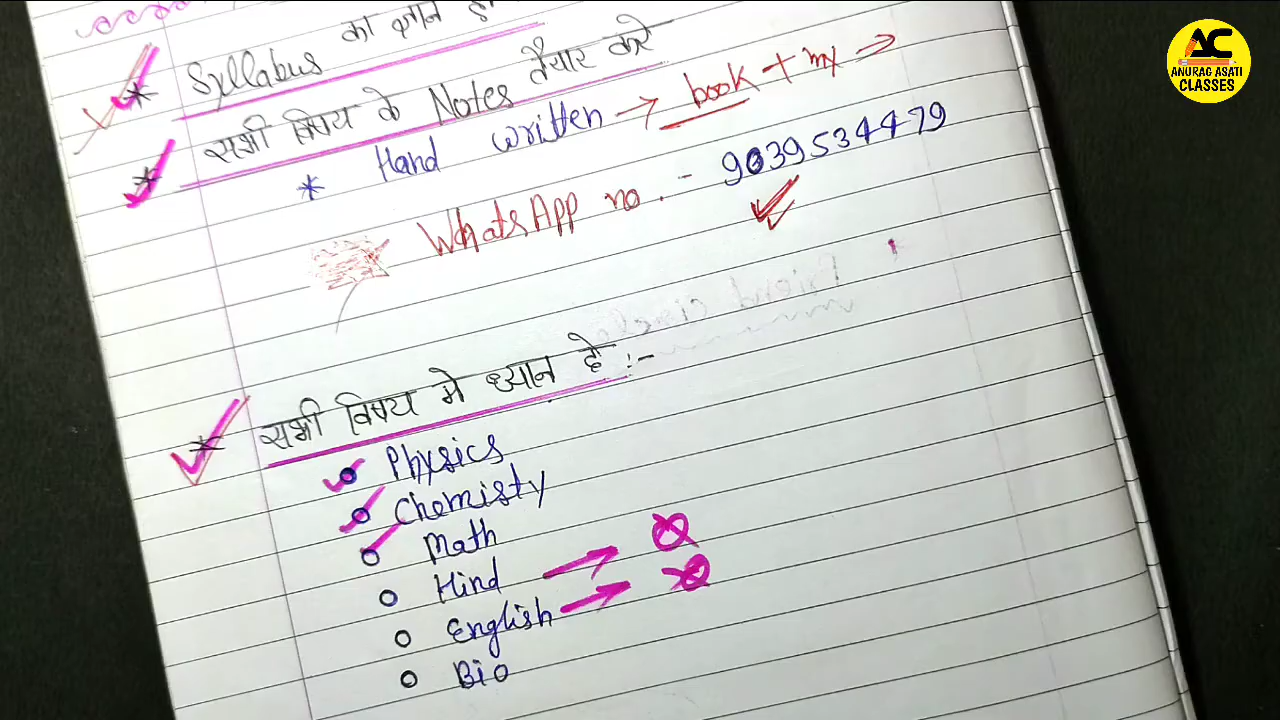 Syllabus का ज्ञान
सभी विषय के Notes तैयार करे
* Hand written → book + my ⇒
WhatsApp no. - 9039534479
* सभी विषय मे ध्यान दे :-
Physics
Chemisty
Math
Hind
English
Bio
AC
ANURAG ASATI
CLASSES